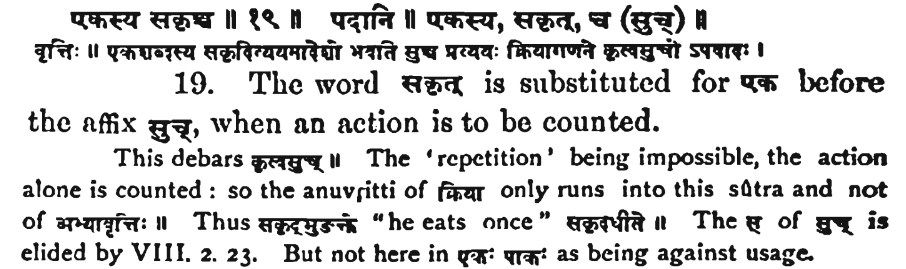 एकस्य सकृच्च ॥ १९ ॥ पदानि ॥ एकस्य, सकृत्, च (सुच्) ॥
वृत्तिः ॥ एकशब्दस्य सकृदित्ययमादेशो भवति सुच्च प्रत्ययः क्रियागणने कृत्वसुचो ऽपवादः ।
19. The word सकृत् is substituted for एक before
the affix सुच्, when an action is to be counted.
This debars कृत्वसुच् ॥ The 'repetition' being impossible, the action
alone is counted : so the anuvṛitti of क्रिया only runs into this sûtra and not
of अभ्यावृत्तिः ॥ Thus सकृद्भुङक्ते "he eats once" सकृदधीते ॥ The स् of सुच् is
elided by VIII. 2. 23. But not here in एकः पाकः as being against usage.